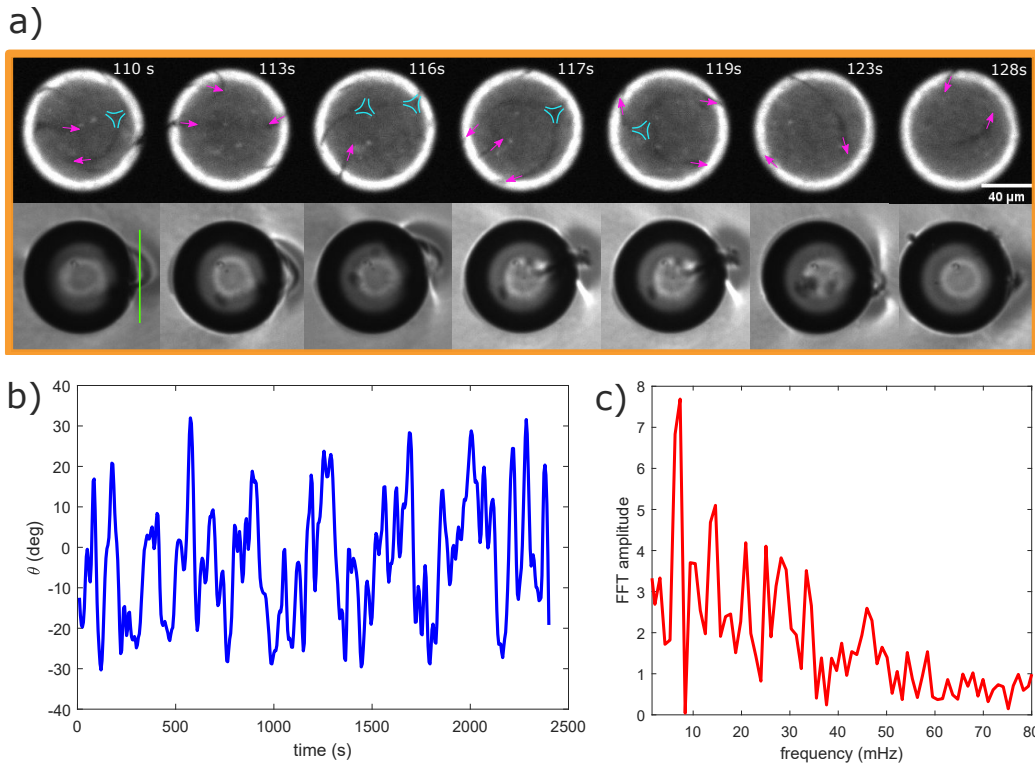 a)
110 s 113s 116s 117s 119s 123s 128s
40 µm
b)
40
30
20
10
0
-10
-20
-30
-40
θ (deg)
0 500 1000 1500 2000 2500
time (s)
c)
8
7
6
5
4
3
2
1
0
FFT amplitude
10 20 30 40 50 60 70 80
frequency (mHz)